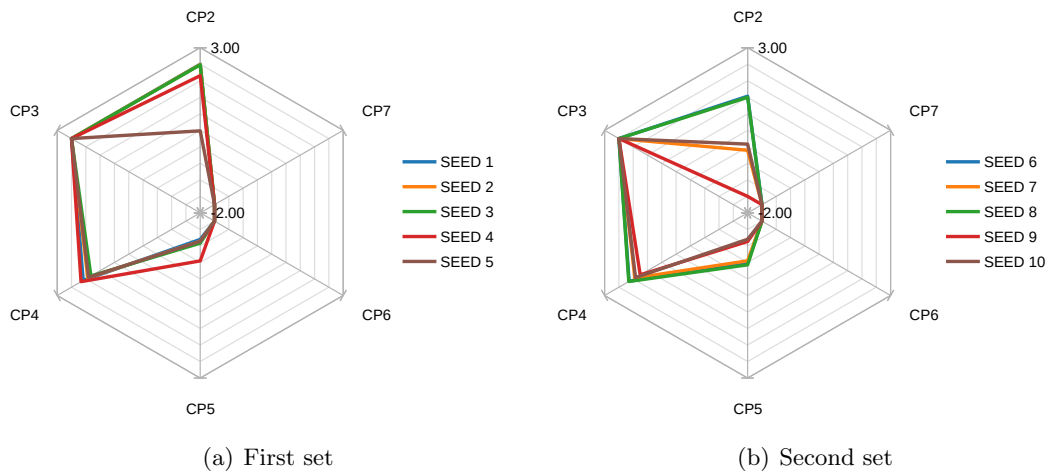 CP2
3.00
CP3
CP7
-2.00
CP4
CP6
CP5
SEED 1
SEED 2
SEED 3
SEED 4
SEED 5
(a) First set
CP2
3.00
CP3
CP7
-2.00
CP4
CP6
CP5
SEED 6
SEED 7
SEED 8
SEED 9
SEED 10
(b) Second set